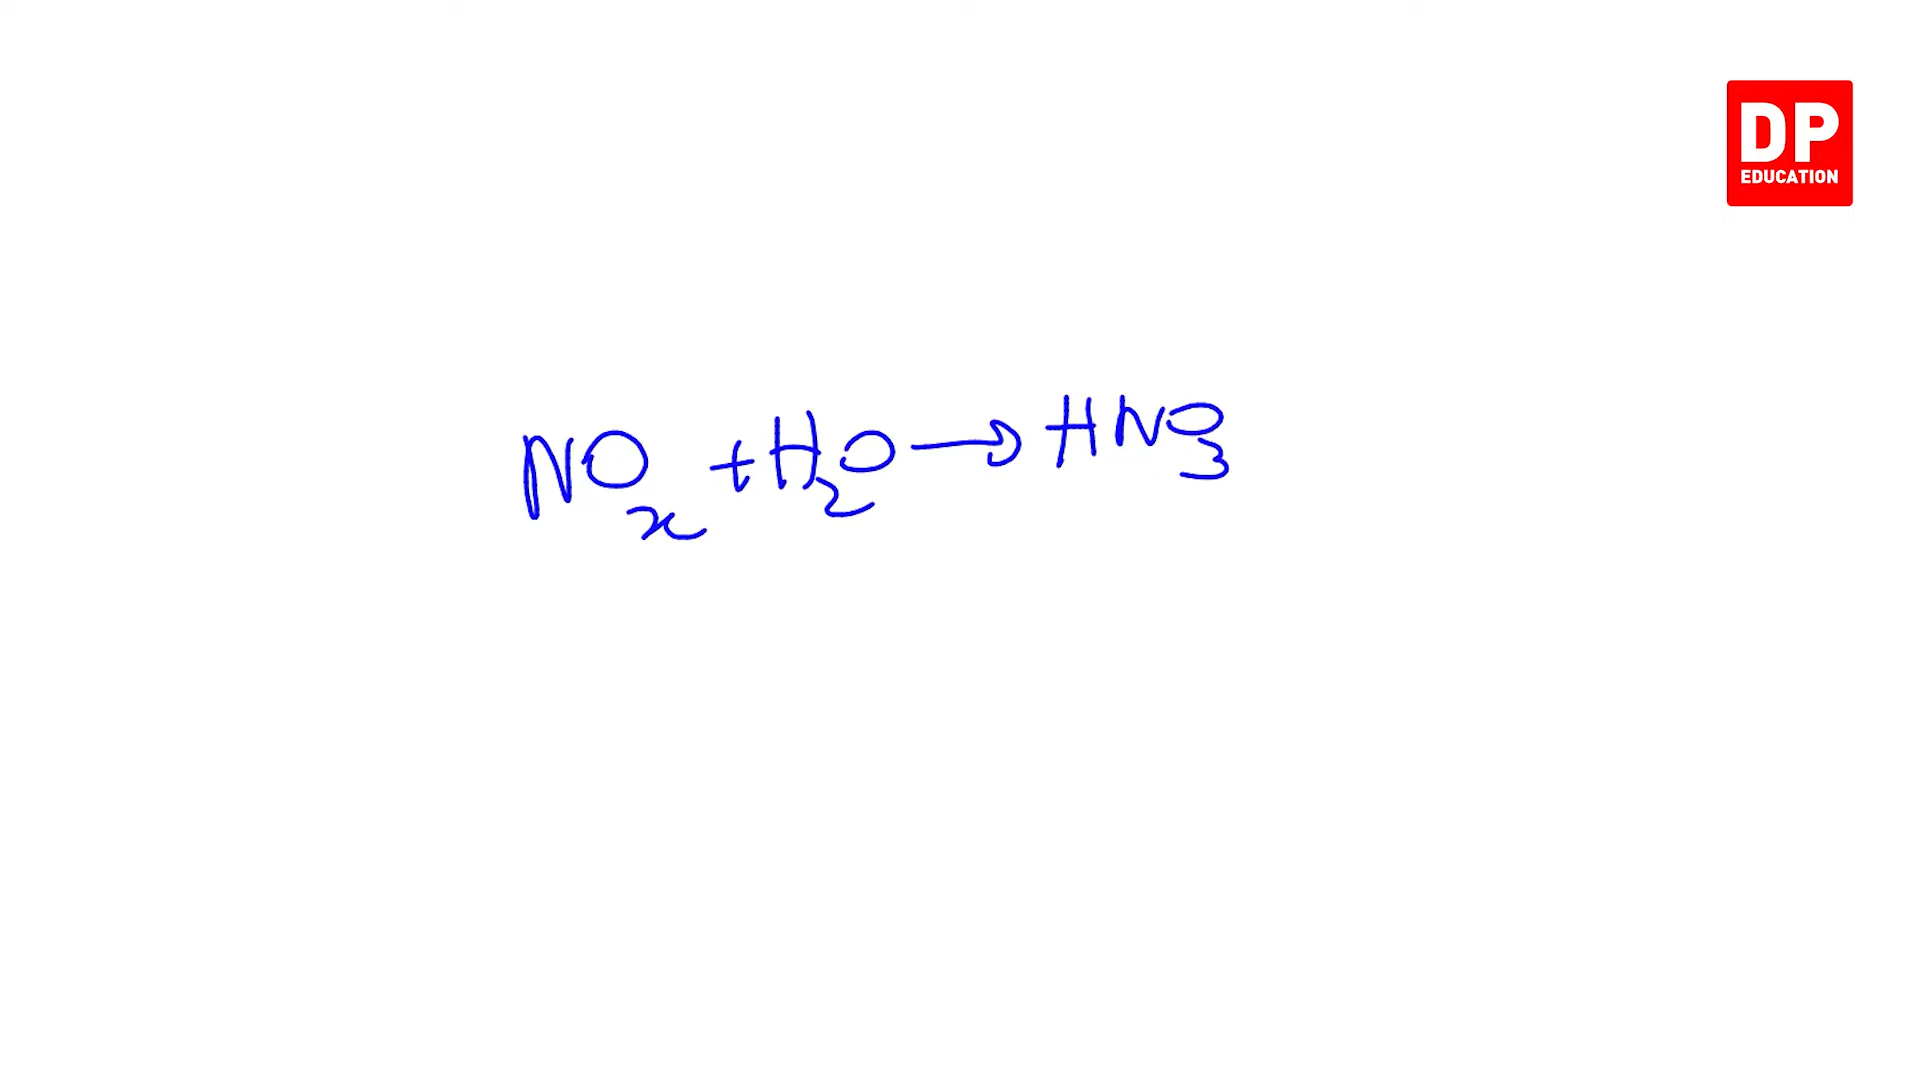 DP
EDUCATION
NOx + H2O → HNO3